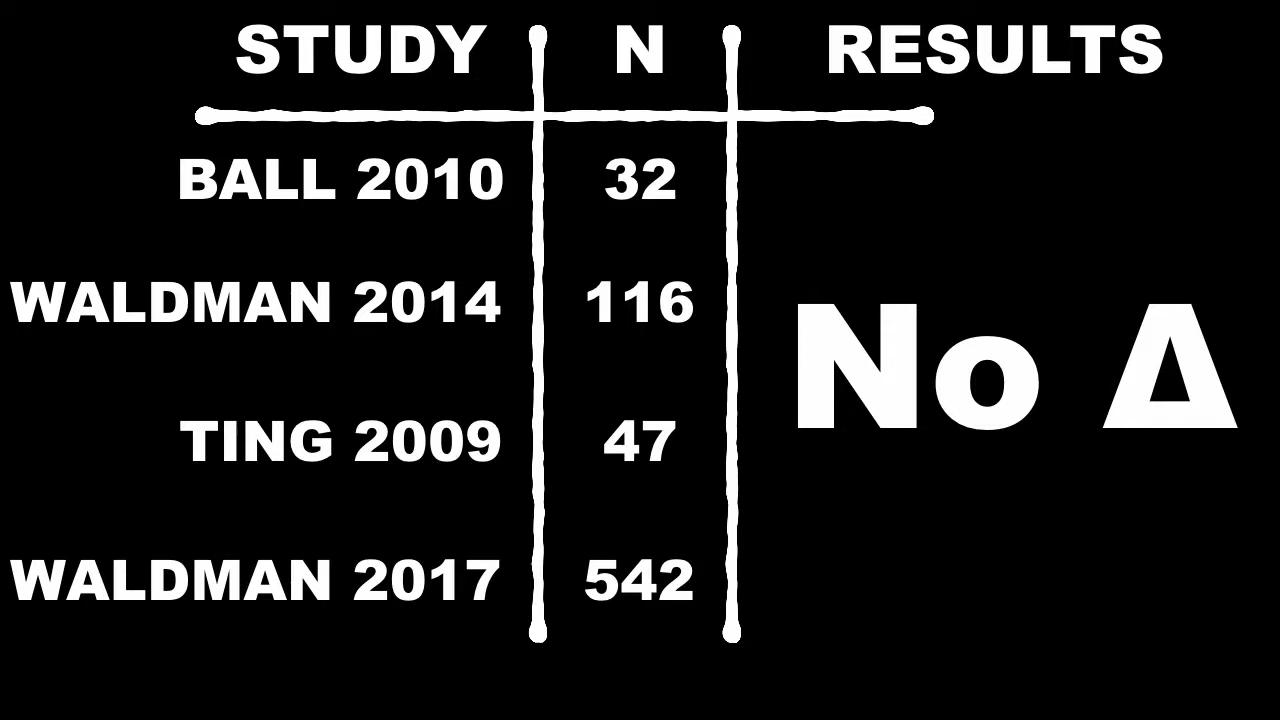 STUDY N RESULTS
BALL 2010 32
WALDMAN 2014 116
No Δ
TING 2009 47
WALDMAN 2017 542